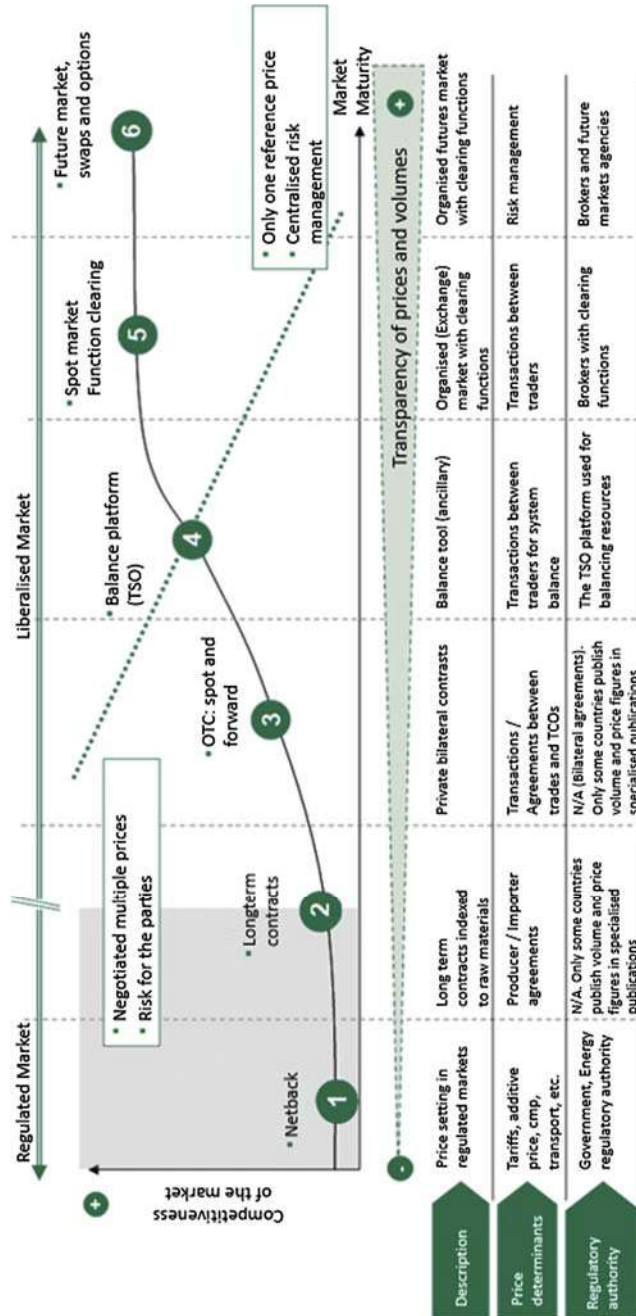 Regulated Market
Liberalised Market
Competitiveness
of the market
+
Negotiated multiple prices
Risk for the parties
Only one reference price
Centralised risk
management
Netback
1
Longterm
contracts
2
OTC: spot and
forward
3
Balance platform
(TSO)
4
Spot market
Function clearing
5
Future market,
swaps and options
6
Market
Maturity
-
Transparency of prices and volumes
+
Description
Price setting in
regulated markets
Long term
contracts indexed
to raw materials
Private bilateral contrasts
Balance tool (ancillary)
Organised (Exchange)
market with clearing
functions
Organised futures market
with clearing functions
Price
determinants
Tariffs, additive
price, cmp,
transport, etc.
Producer / Importer
agreements
Transactions /
Agreements between
trades and TCOs
Transactions between
traders for system
balance
Transactions between
traders
Risk management
Regulatory
authority
Government, Energy
regulatory authority
N/A. Only some countries
publish volume and price
figures in specialised
publications
N/A (Bilateral agreements).
Only some countries publish
volume and price figures in
specialised publications
The TSO platform used for
balancing resources
Brokers with clearing
functions
Brokers and future
markets agencies